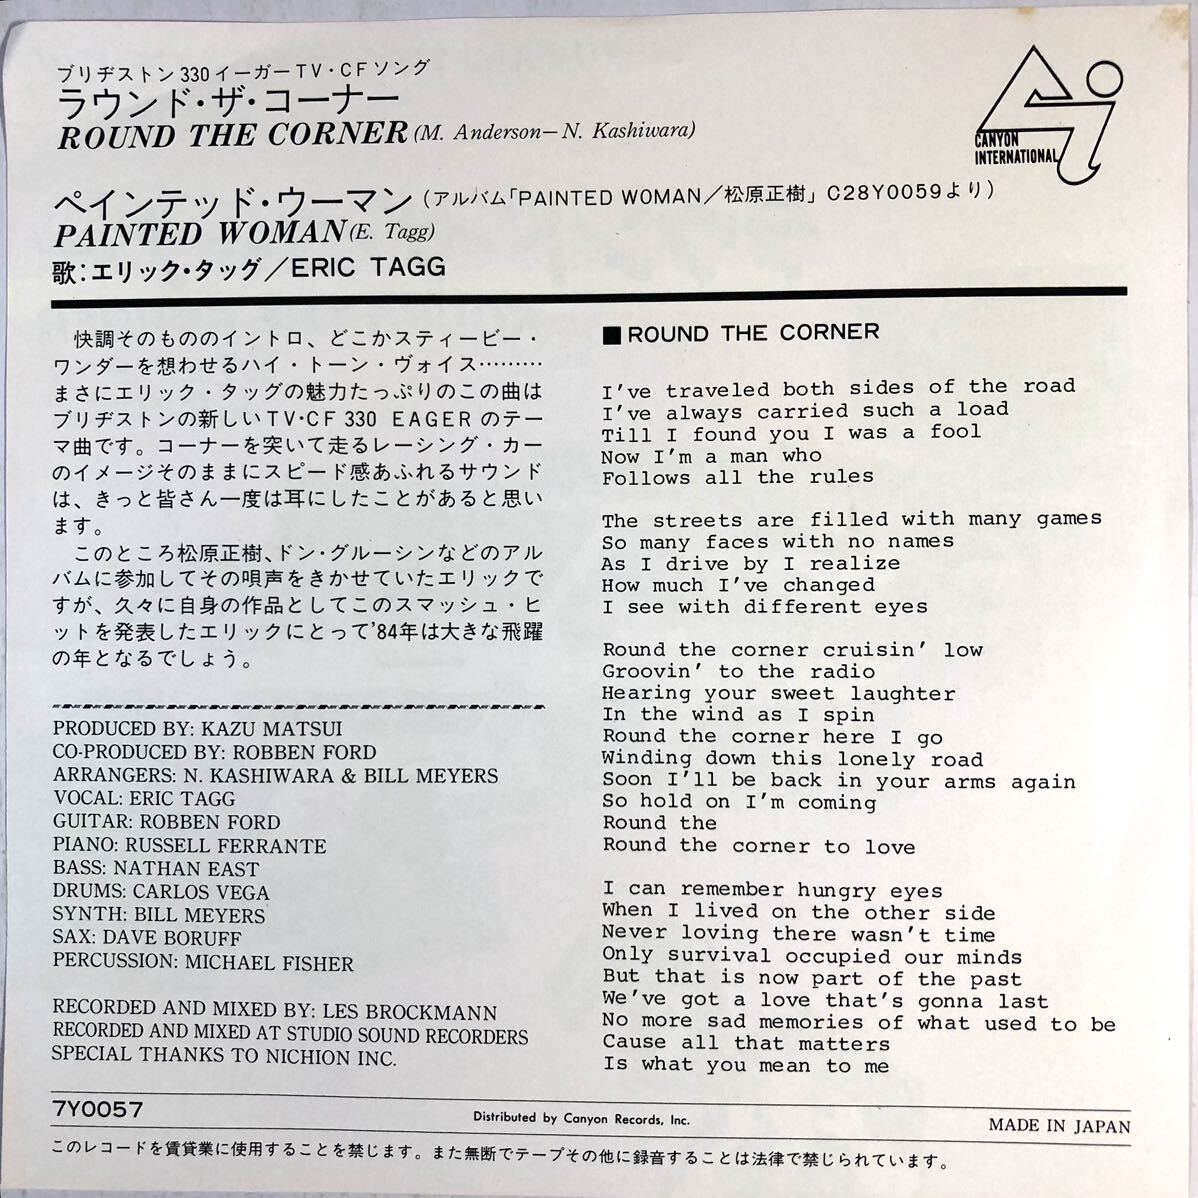 ブリヂストン330イーガーTV・CFソング
ラウンド・ザ・コーナー
ROUND THE CORNER (M. Anderson—N. Kashiwara)
ペインテッド・ウーマン(アルバム「PAINTED WOMAN/松原正樹」C28Y0059より)
PAINTED WOMAN (E. Tagg)
歌:エリック・タッグ/ERIC TAGG
CANYON
INTERNATIONAL
快調そのもののイントロ、どこかスティービー・
ワンダーを想わせるハイ・トーン・ヴォイス………
まさにエリック・タッグの魅力たっぷりのこの曲は
ブリヂストンの新しいTV・CF 330 EAGERのテー
マ曲です。コーナーを突いて走るレーシング・カー
のイメージそのままにスピード感あふれるサウンド
は、きっと皆さん一度は耳にしたことがあると思い
ます。
このところ松原正樹、ドン・グルーシンなどのアル
バムに参加してその唄声をきかせていたエリックで
すが、久々に自身の作品としてこのスマッシュ・ヒ
ットを発表したエリックにとって'84年は大きな飛躍
の年となるでしょう。
PRODUCED BY: KAZU MATSUI
CO-PRODUCED BY: ROBBEN FORD
ARRANGERS: N. KASHIWARA & BILL MEYERS
VOCAL: ERIC TAGG
GUITAR: ROBBEN FORD
PIANO: RUSSELL FERRANTE
BASS: NATHAN EAST
DRUMS: CARLOS VEGA
SYNTH: BILL MEYERS
SAX: DAVE BORUFF
PERCUSSION: MICHAEL FISHER
RECORDED AND MIXED BY: LES BROCKMANN
RECORDED AND MIXED AT STUDIO SOUND RECORDERS
SPECIAL THANKS TO NICHION INC.
■ROUND THE CORNER
I've traveled both sides of the road
I've always carried such a load
Till I found you I was a fool
Now I'm a man who
Follows all the rules
The streets are filled with many games
So many faces with no names
As I drive by I realize
How much I've changed
I see with different eyes
Round the corner cruisin' low
Groovin' to the radio
Hearing your sweet laughter
In the wind as I spin
Round the corner here I go
Winding down this lonely road
Soon I'll be back in your arms again
So hold on I'm coming
Round the
Round the corner to love
I can remember hungry eyes
When I lived on the other side
Never loving there wasn't time
Only survival occupied our minds
But that is now part of the past
We've got a love that's gonna last
No more sad memories of what used to be
Cause all that matters
Is what you mean to me
7Y0057
Distributed by Canyon Records, Inc.
MADE IN JAPAN
このレコードを賃貸業に使用することを禁じます。また無断でテープその他に録音することは法律で禁じられています。